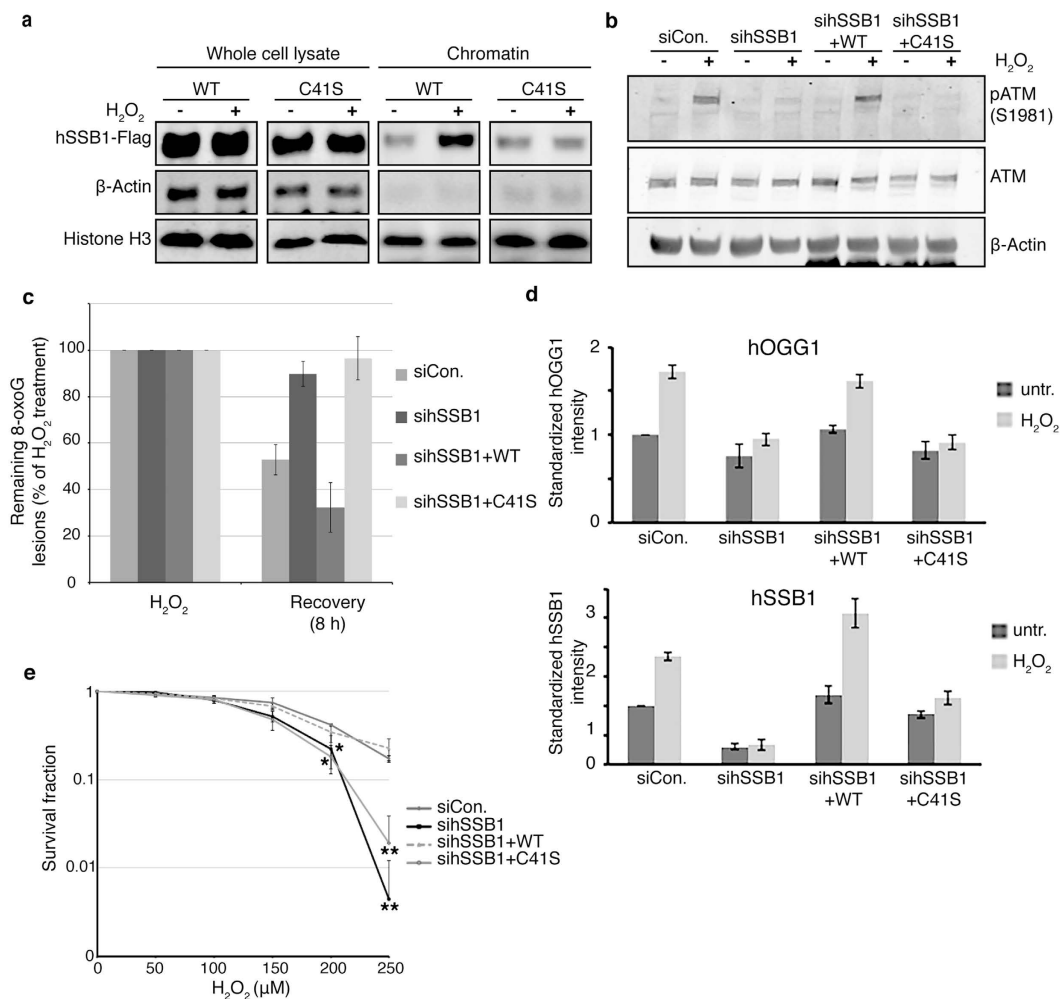 a
Whole cell lysate Chromatin
WT C41S WT C41S
H2O2 - + - + - + - +
hSSB1-Flag
β-Actin
Histone H3
b
siCon. sihSSB1 sihSSB1 +WT sihSSB1 +C41S
- + - + - + - + H2O2
pATM (S1981)
ATM
β-Actin
c
Remaining 8-oxoG lesions (% of H2O2 treatment)
100
80
60
40
20
0
H2O2 Recovery (8 h)
siCon.
sihSSB1
sihSSB1+WT
sihSSB1+C41S
d
hOGG1
Standardized hOGG1 intensity
2
1
0
siCon. sihSSB1 sihSSB1 +WT sihSSB1 +C41S
untr.
H2O2
hSSB1
Standardized hSSB1 intensity
3
2
1
0
siCon. sihSSB1 sihSSB1 +WT sihSSB1 +C41S
untr.
H2O2
e
Survival fraction
1
0.1
0.01
0
0 50 100 150 200 250
H2O2 (µM)
*
*
**
**
siCon.
sihSSB1
sihSSB1+WT
sihSSB1+C41S